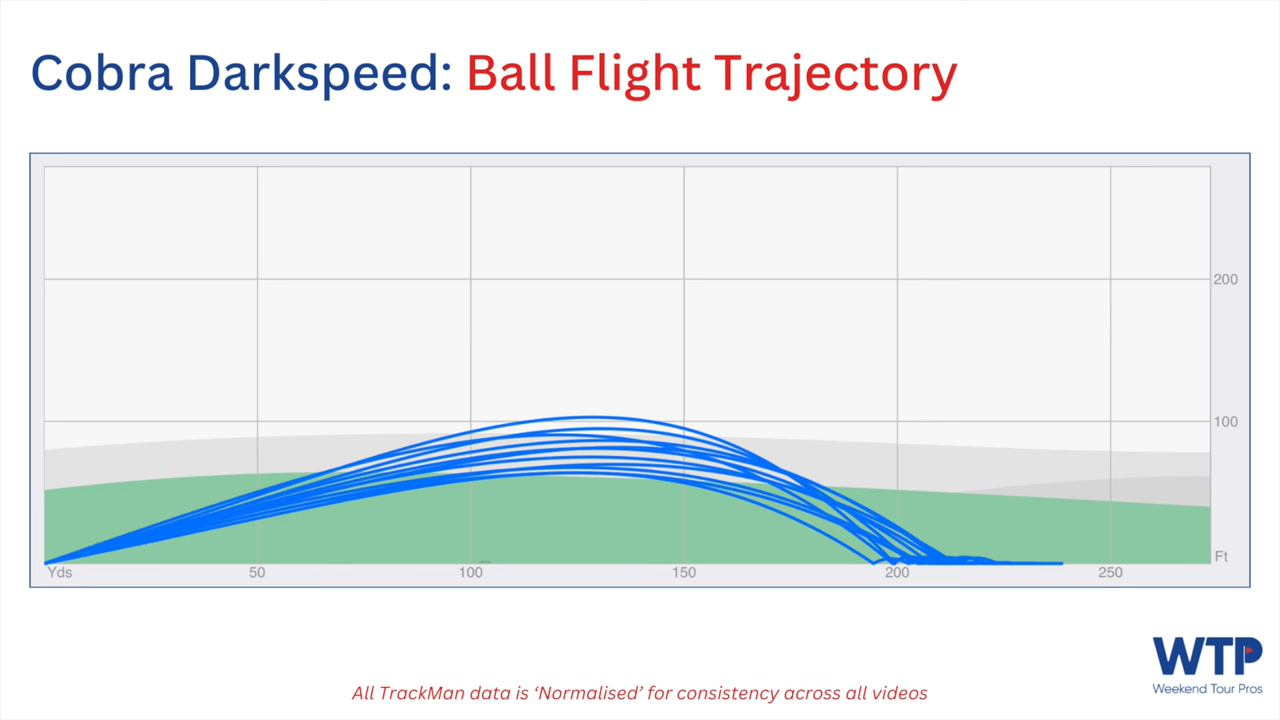 Cobra Darkspeed: Ball Flight Trajectory
200
100
Ft
Yds 50 100 150 200 250
WTP
Weekend Tour Pros
All TrackMan data is ‘Normalised’ for consistency across all videos